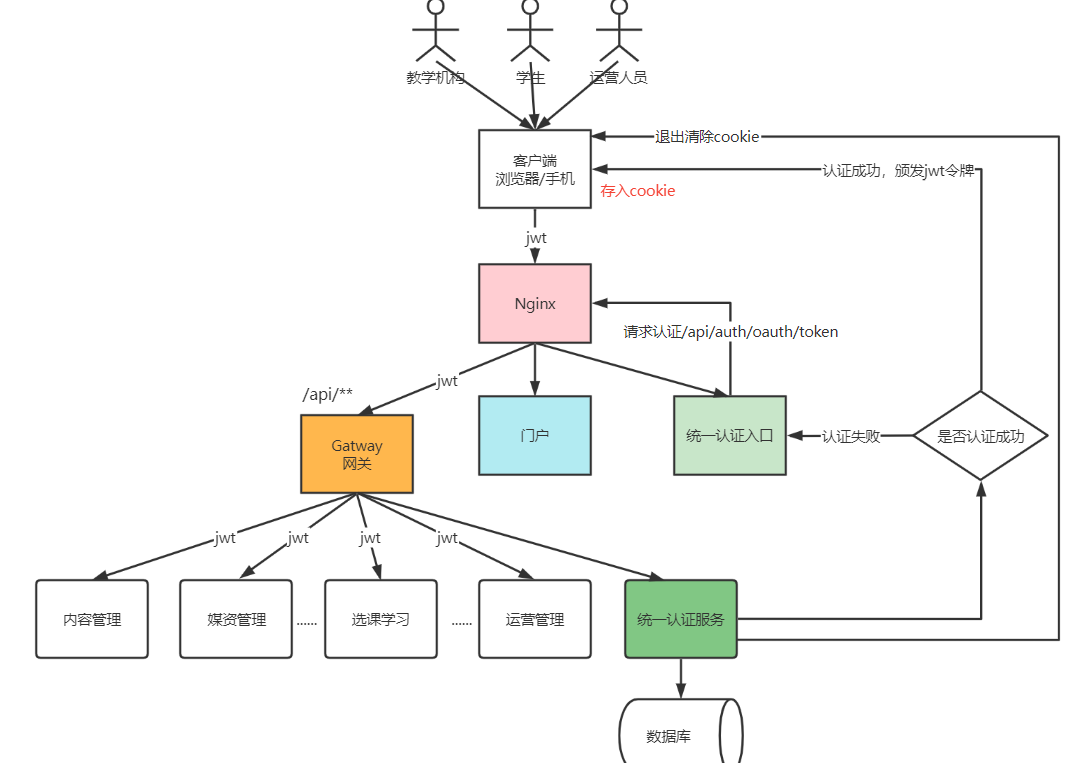 教学机构
学生
运营人员
退出清除cookie
客户端
浏览器/手机
认证成功，颁发jwt令牌
存入cookie
jwt
Nginx
请求认证/api/auth/oauth/token
jwt
/api/**
Gatway
网关
门户
统一认证入口
认证失败
是否认证成功
jwt
jwt
jwt
jwt
内容管理
媒资管理
......
选课学习
......
运营管理
统一认证服务
数据库